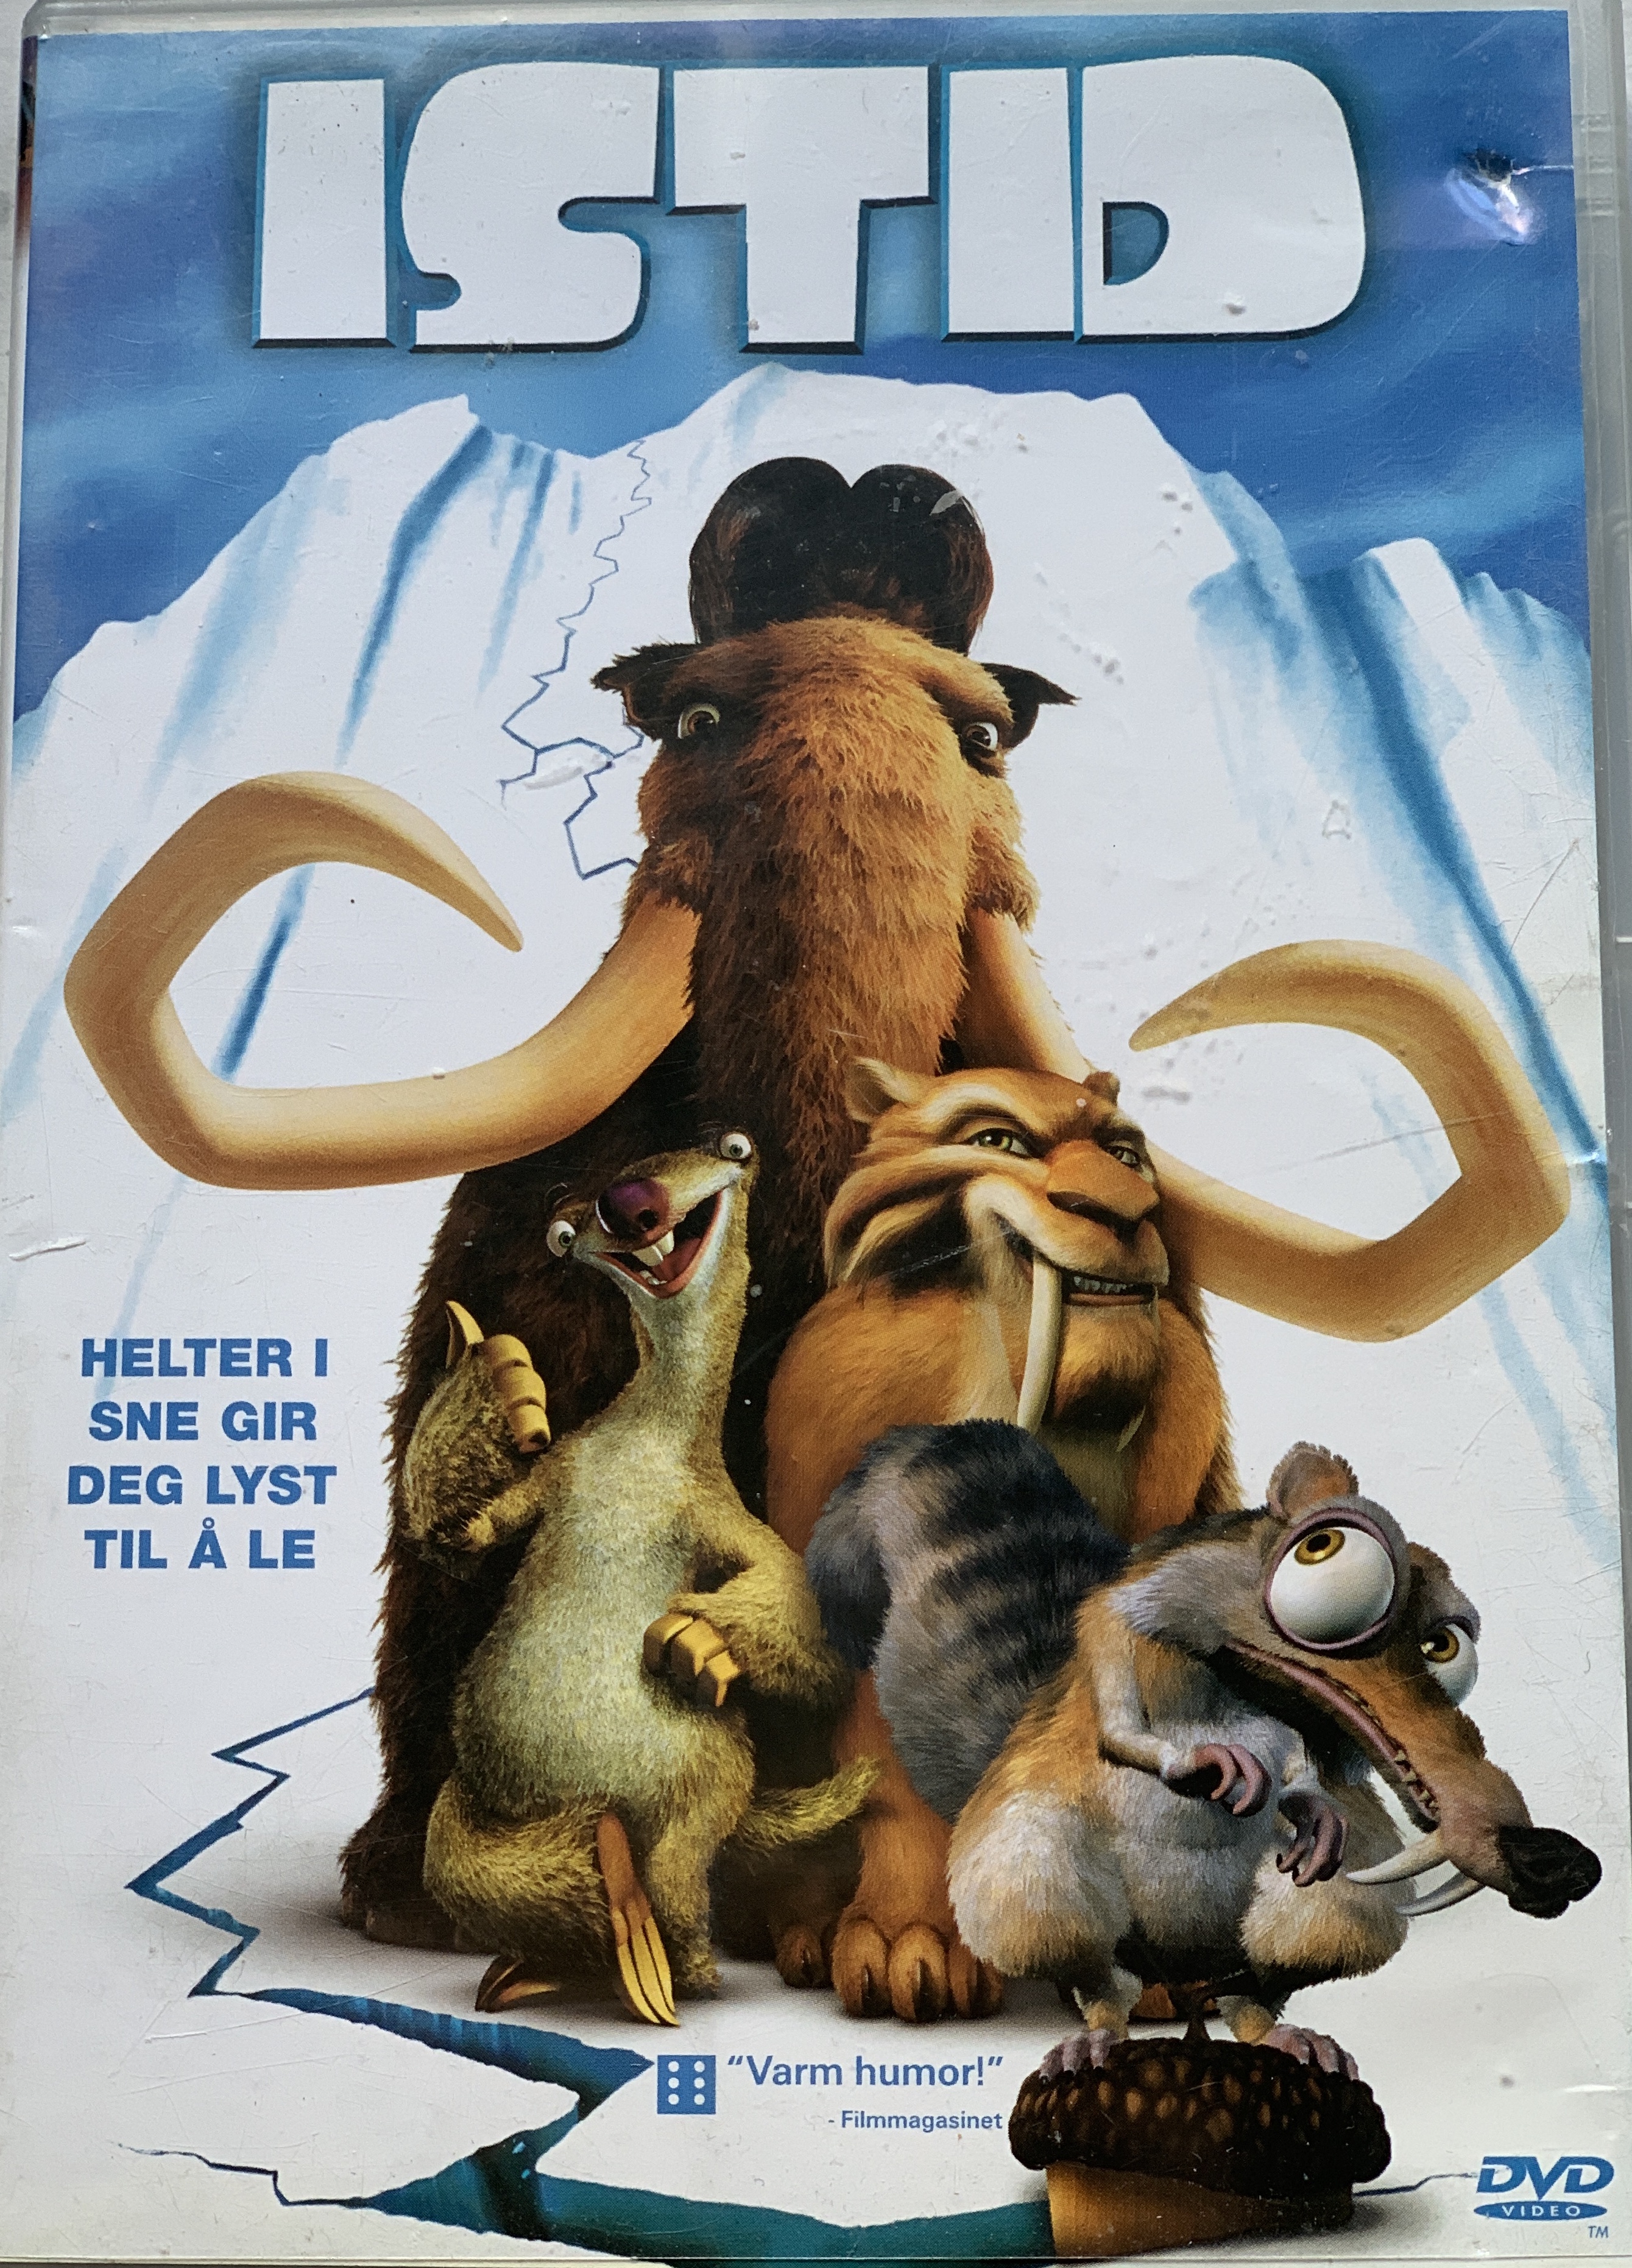 ISTID
HELTER I
SNE GIR
DEG LYST
TIL Å LE
“Varm humor!”
- Filmmagasinet
DVD
VIDEO
TM